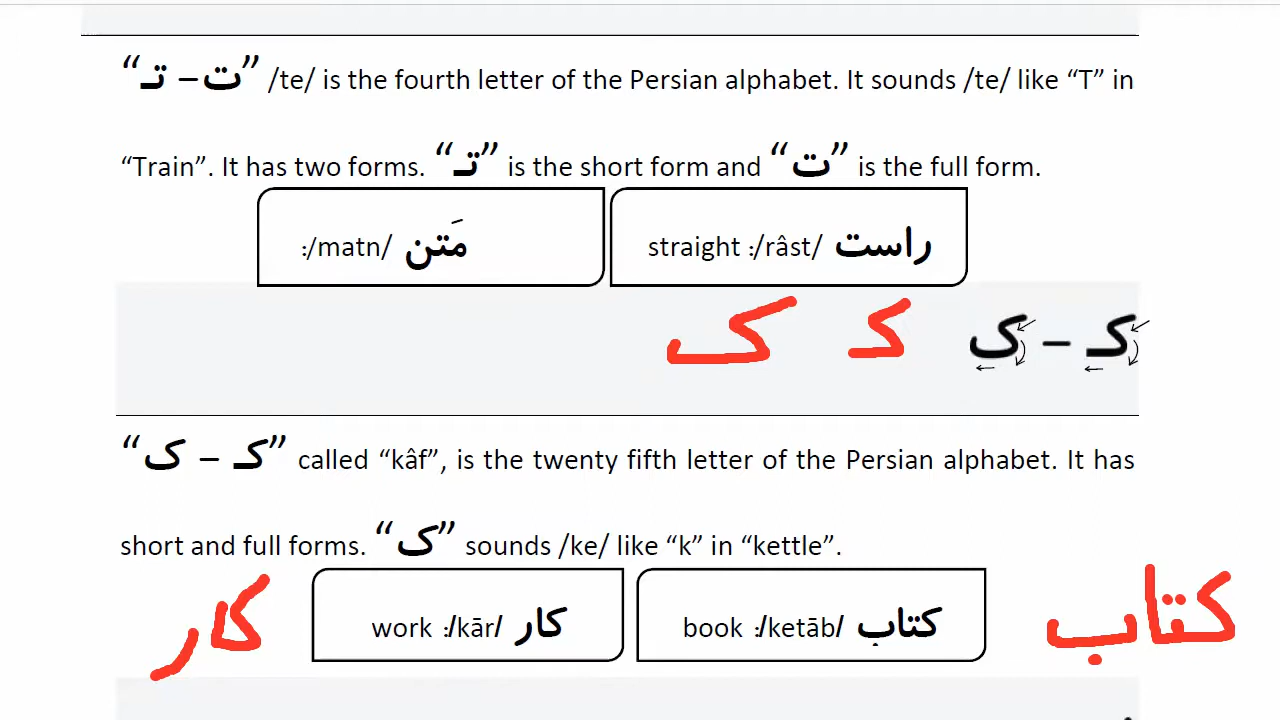 “تـ – ت” /te/ is the fourth letter of the Persian alphabet. It sounds /te/ like “T” in
“Train”. It has two forms. “تـ” is the short form and “ت” is the full form.
:/matn/ مَتن
straight :/râst/ راست
ک کـ کـ – ک
“کـ – ک” called “kâf”, is the twenty fifth letter of the Persian alphabet. It has
short and full forms. “ک” sounds /ke/ like “k” in “kettle”.
کار work :/kār/ کار
book :/ketāb/ کتاب کتاب